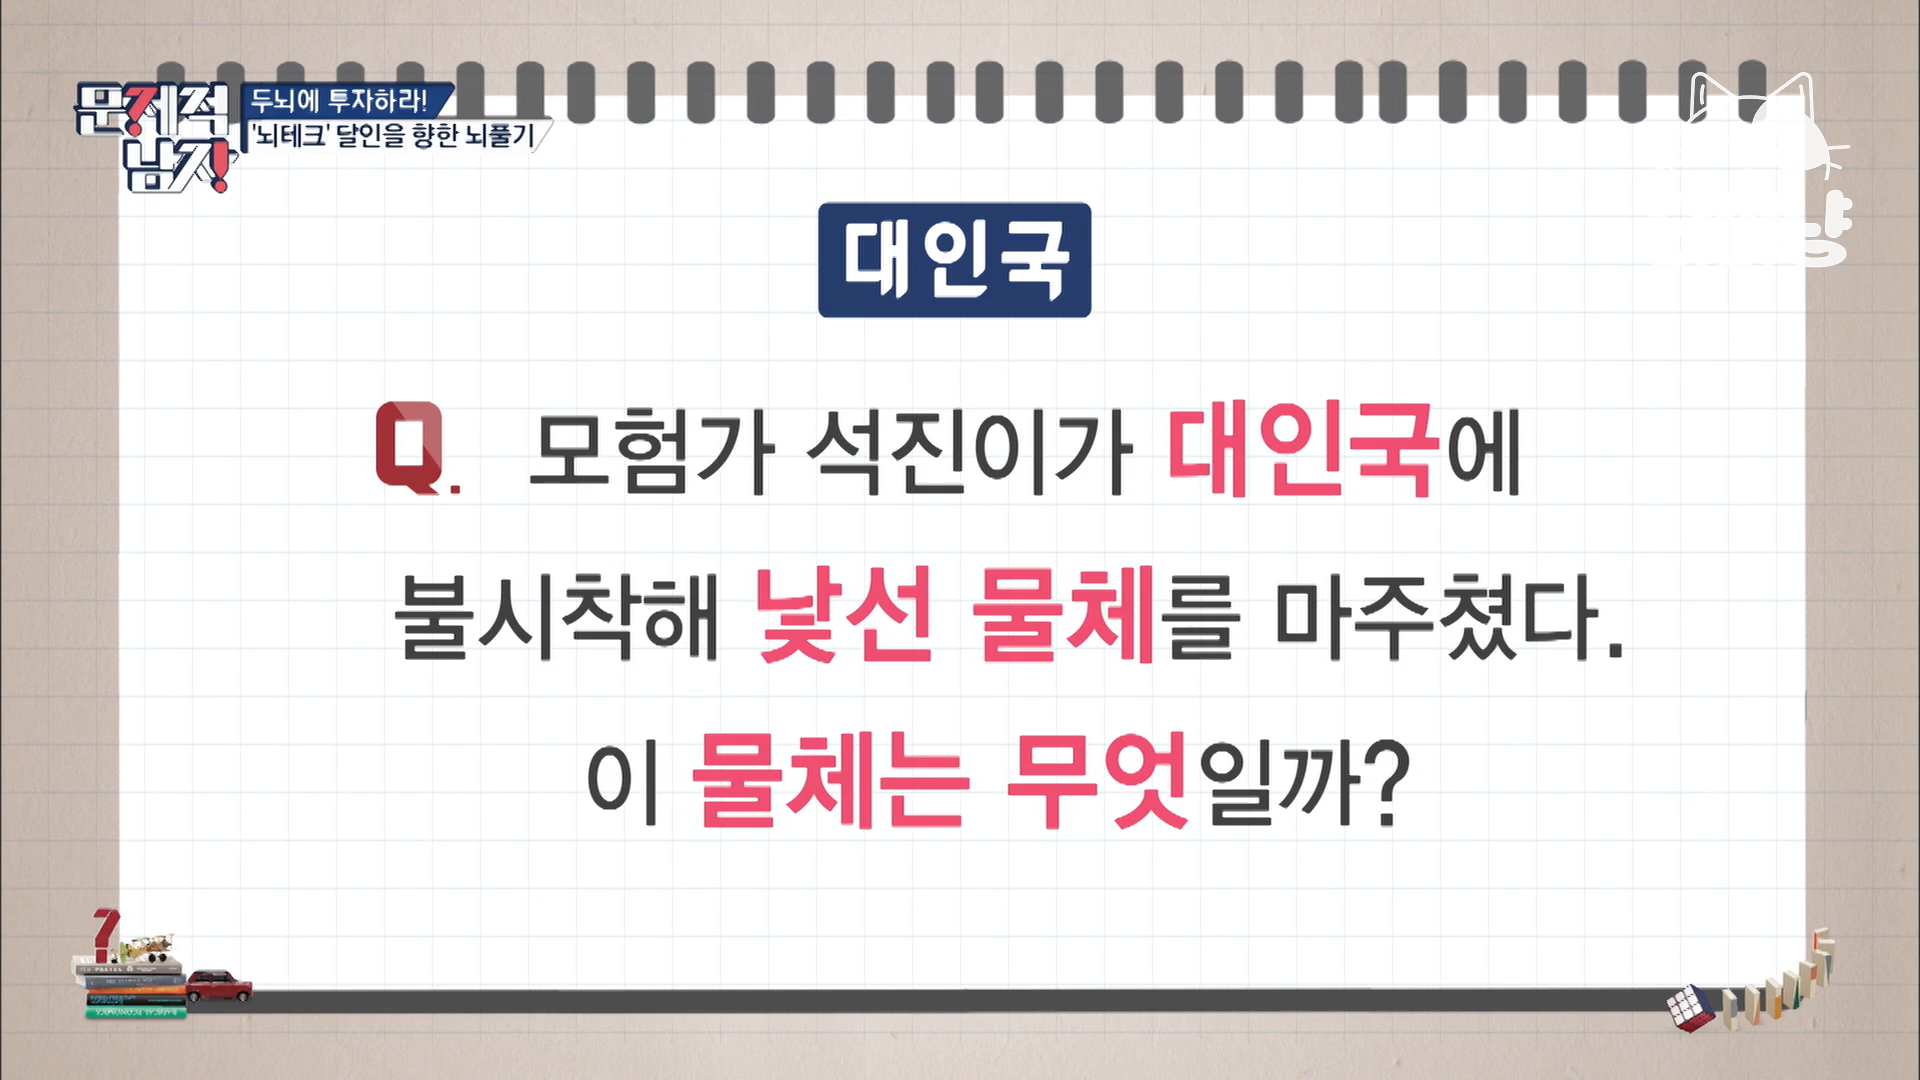 문제적
남자
두뇌에 투자하라!
'뇌테크' 달인을 향한 뇌풀기
대인국
Q. 모험가 석진이가 대인국에
불시착해 낯선 물체를 마주쳤다.
이 물체는 무엇일까?